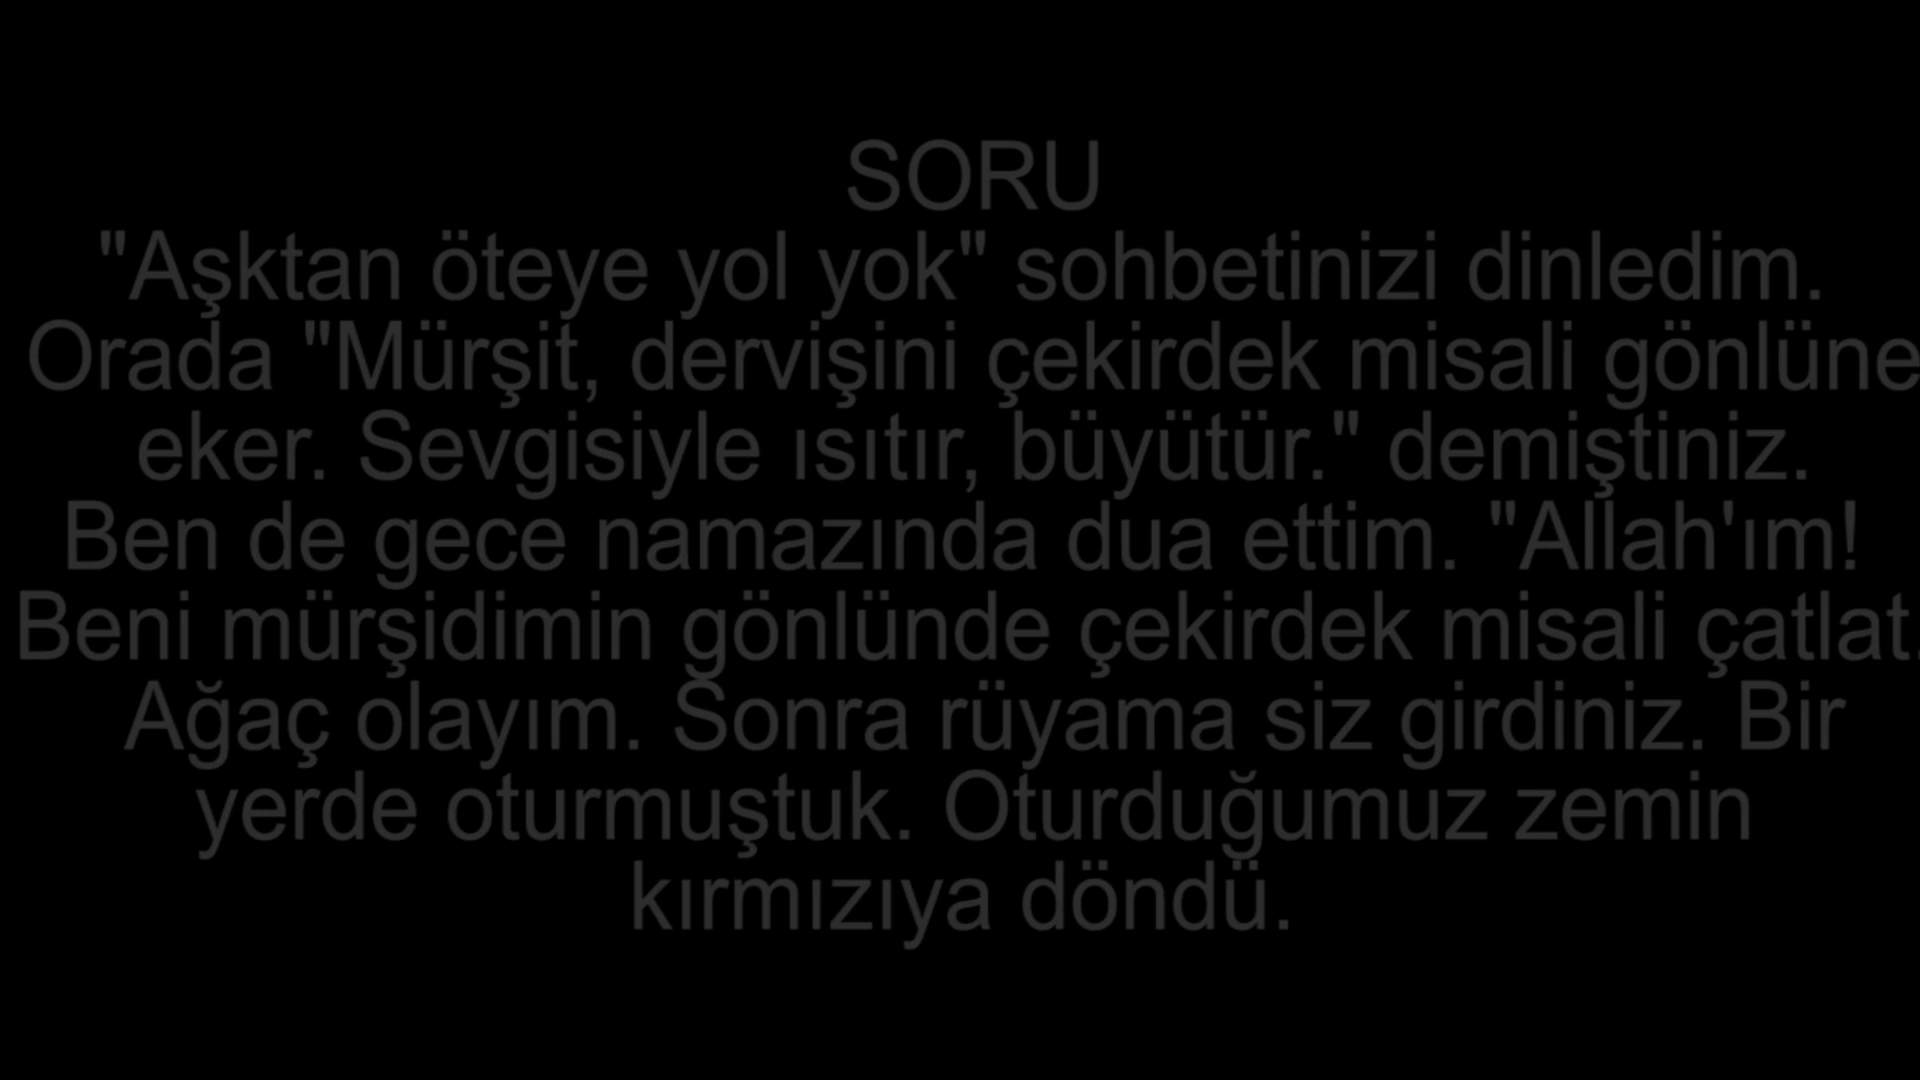 SORU
"Aşktan öteye yol yok" sohbetinizi dinledim.
Orada "Mürşit, dervişini çekirdek misali gönlüne
eker. Sevgisiyle ısıtır, büyütür." demiştiniz.
Ben de gece namazında dua ettim. "Allah'ım!
Beni mürşidimin gönlünde çekirdek misali çatlat.
Ağaç olayım. Sonra rüyama siz girdiniz. Bir
yerde oturmuştuk. Oturduğumuz zemin
kırmızıya döndü.